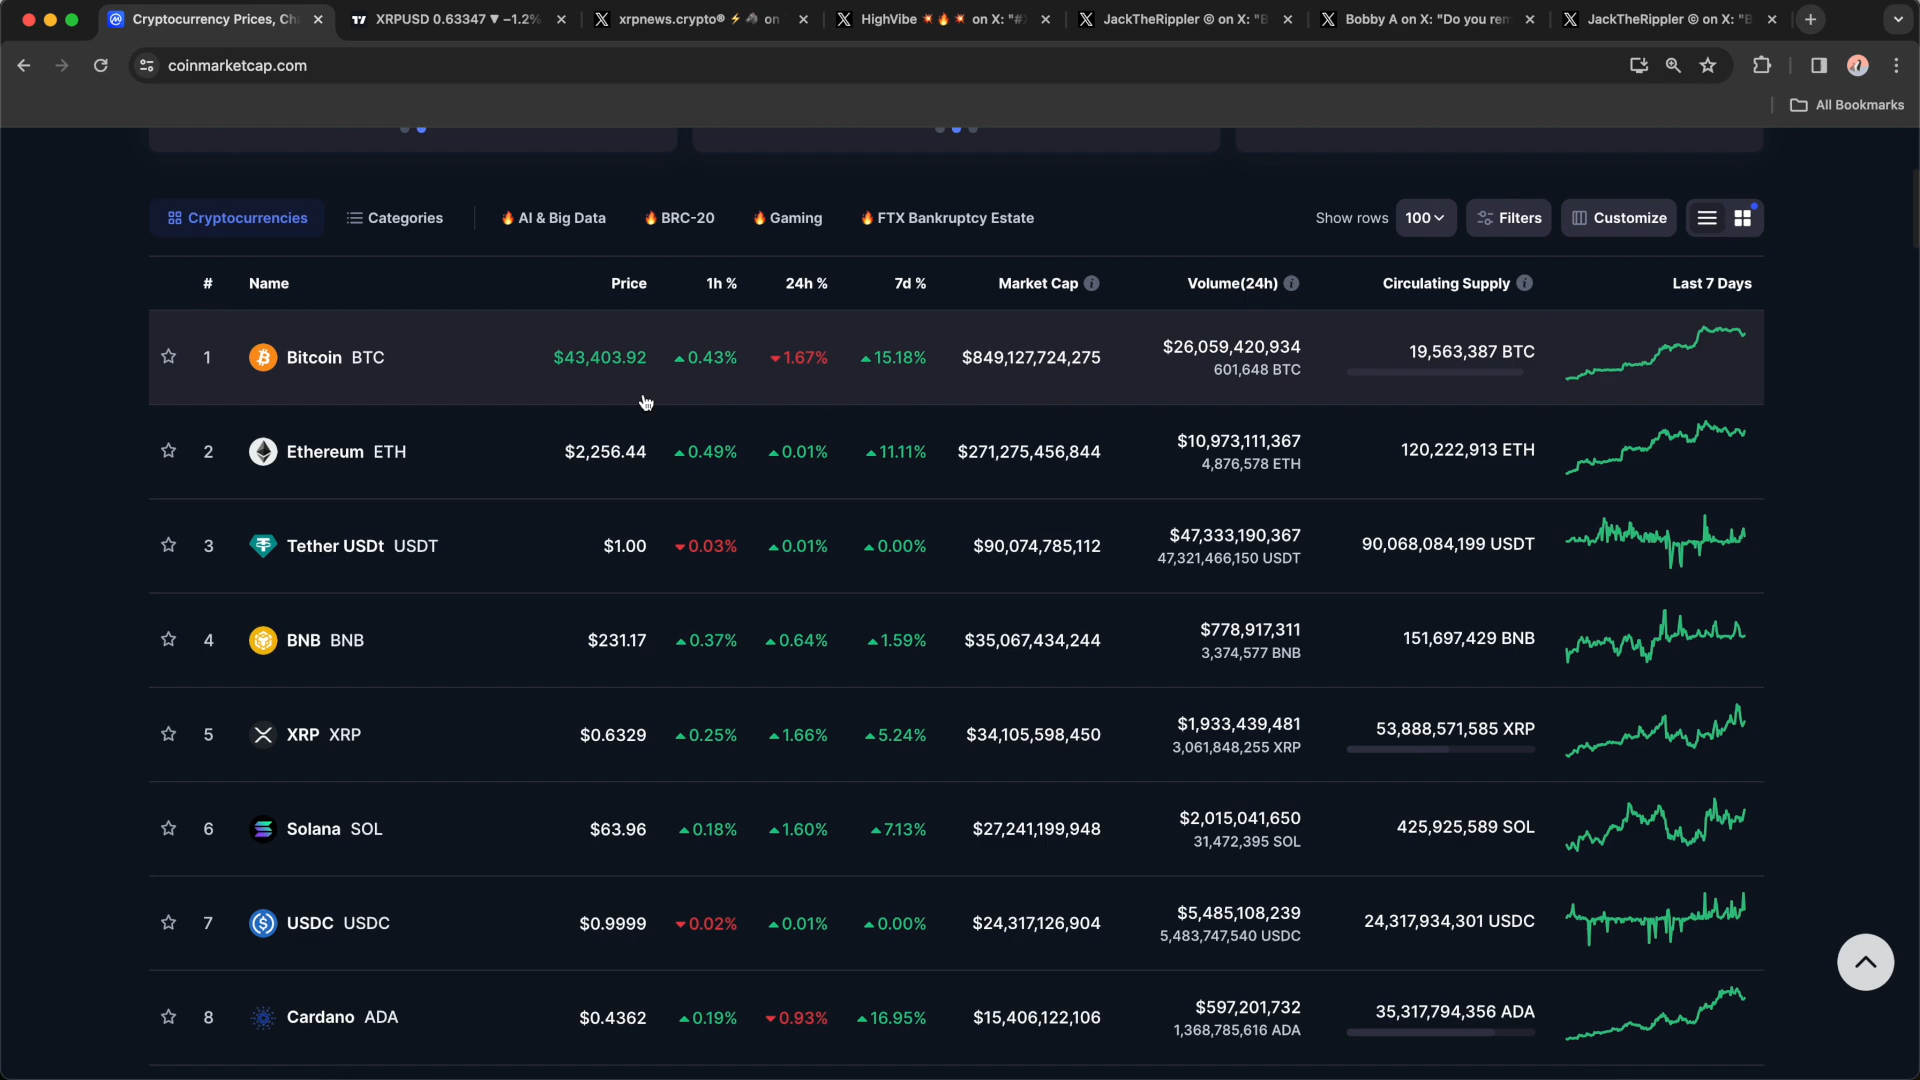 Cryptocurrency Prices, Ch
XRPUSD 0.63347 ▼ −1.2%
xrpnews.crypto® ⚡ 🦓 on
HighVibe 💥🔥💥 on X: "#
JackTheRippler © on X: "B
Bobby A on X: "Do you rem
JackTheRippler © on X: "B
coinmarketcap.com
All Bookmarks
Cryptocurrencies Categories 🔥 AI & Big Data 🔥 BRC-20 🔥 Gaming 🔥 FTX Bankruptcy Estate Show rows 100 Filters Customize
# Name Price 1h % 24h % 7d % Market Cap Volume(24h) Circulating Supply Last 7 Days
1 Bitcoin BTC $43,403.92 ▲0.43% ▼1.67% ▲15.18% $849,127,724,275 $26,059,420,934 19,563,387 BTC
601,648 BTC
2 Ethereum ETH $2,256.44 ▲0.49% ▲0.01% ▲11.11% $271,275,456,844 $10,973,111,367 120,222,913 ETH
4,876,578 ETH
3 Tether USDt USDT $1.00 ▼0.03% ▲0.01% ▲0.00% $90,074,785,112 $47,333,190,367 90,068,084,199 USDT
47,321,466,150 USDT
4 BNB BNB $231.17 ▲0.37% ▲0.64% ▲1.59% $35,067,434,244 $778,917,311 151,697,429 BNB
3,374,577 BNB
5 XRP XRP $0.6329 ▲0.25% ▲1.66% ▲5.24% $34,105,598,450 $1,933,439,481 53,888,571,585 XRP
3,061,848,255 XRP
6 Solana SOL $63.96 ▲0.18% ▲1.60% ▲7.13% $27,241,199,948 $2,015,041,650 425,925,589 SOL
31,472,395 SOL
7 USDC USDC $0.9999 ▼0.02% ▲0.01% ▲0.00% $24,317,126,904 $5,485,108,239 24,317,934,301 USDC
5,483,747,540 USDC
8 Cardano ADA $0.4362 ▲0.19% ▼0.93% ▲16.95% $15,406,122,106 $597,201,732 35,317,794,356 ADA
1,368,785,616 ADA